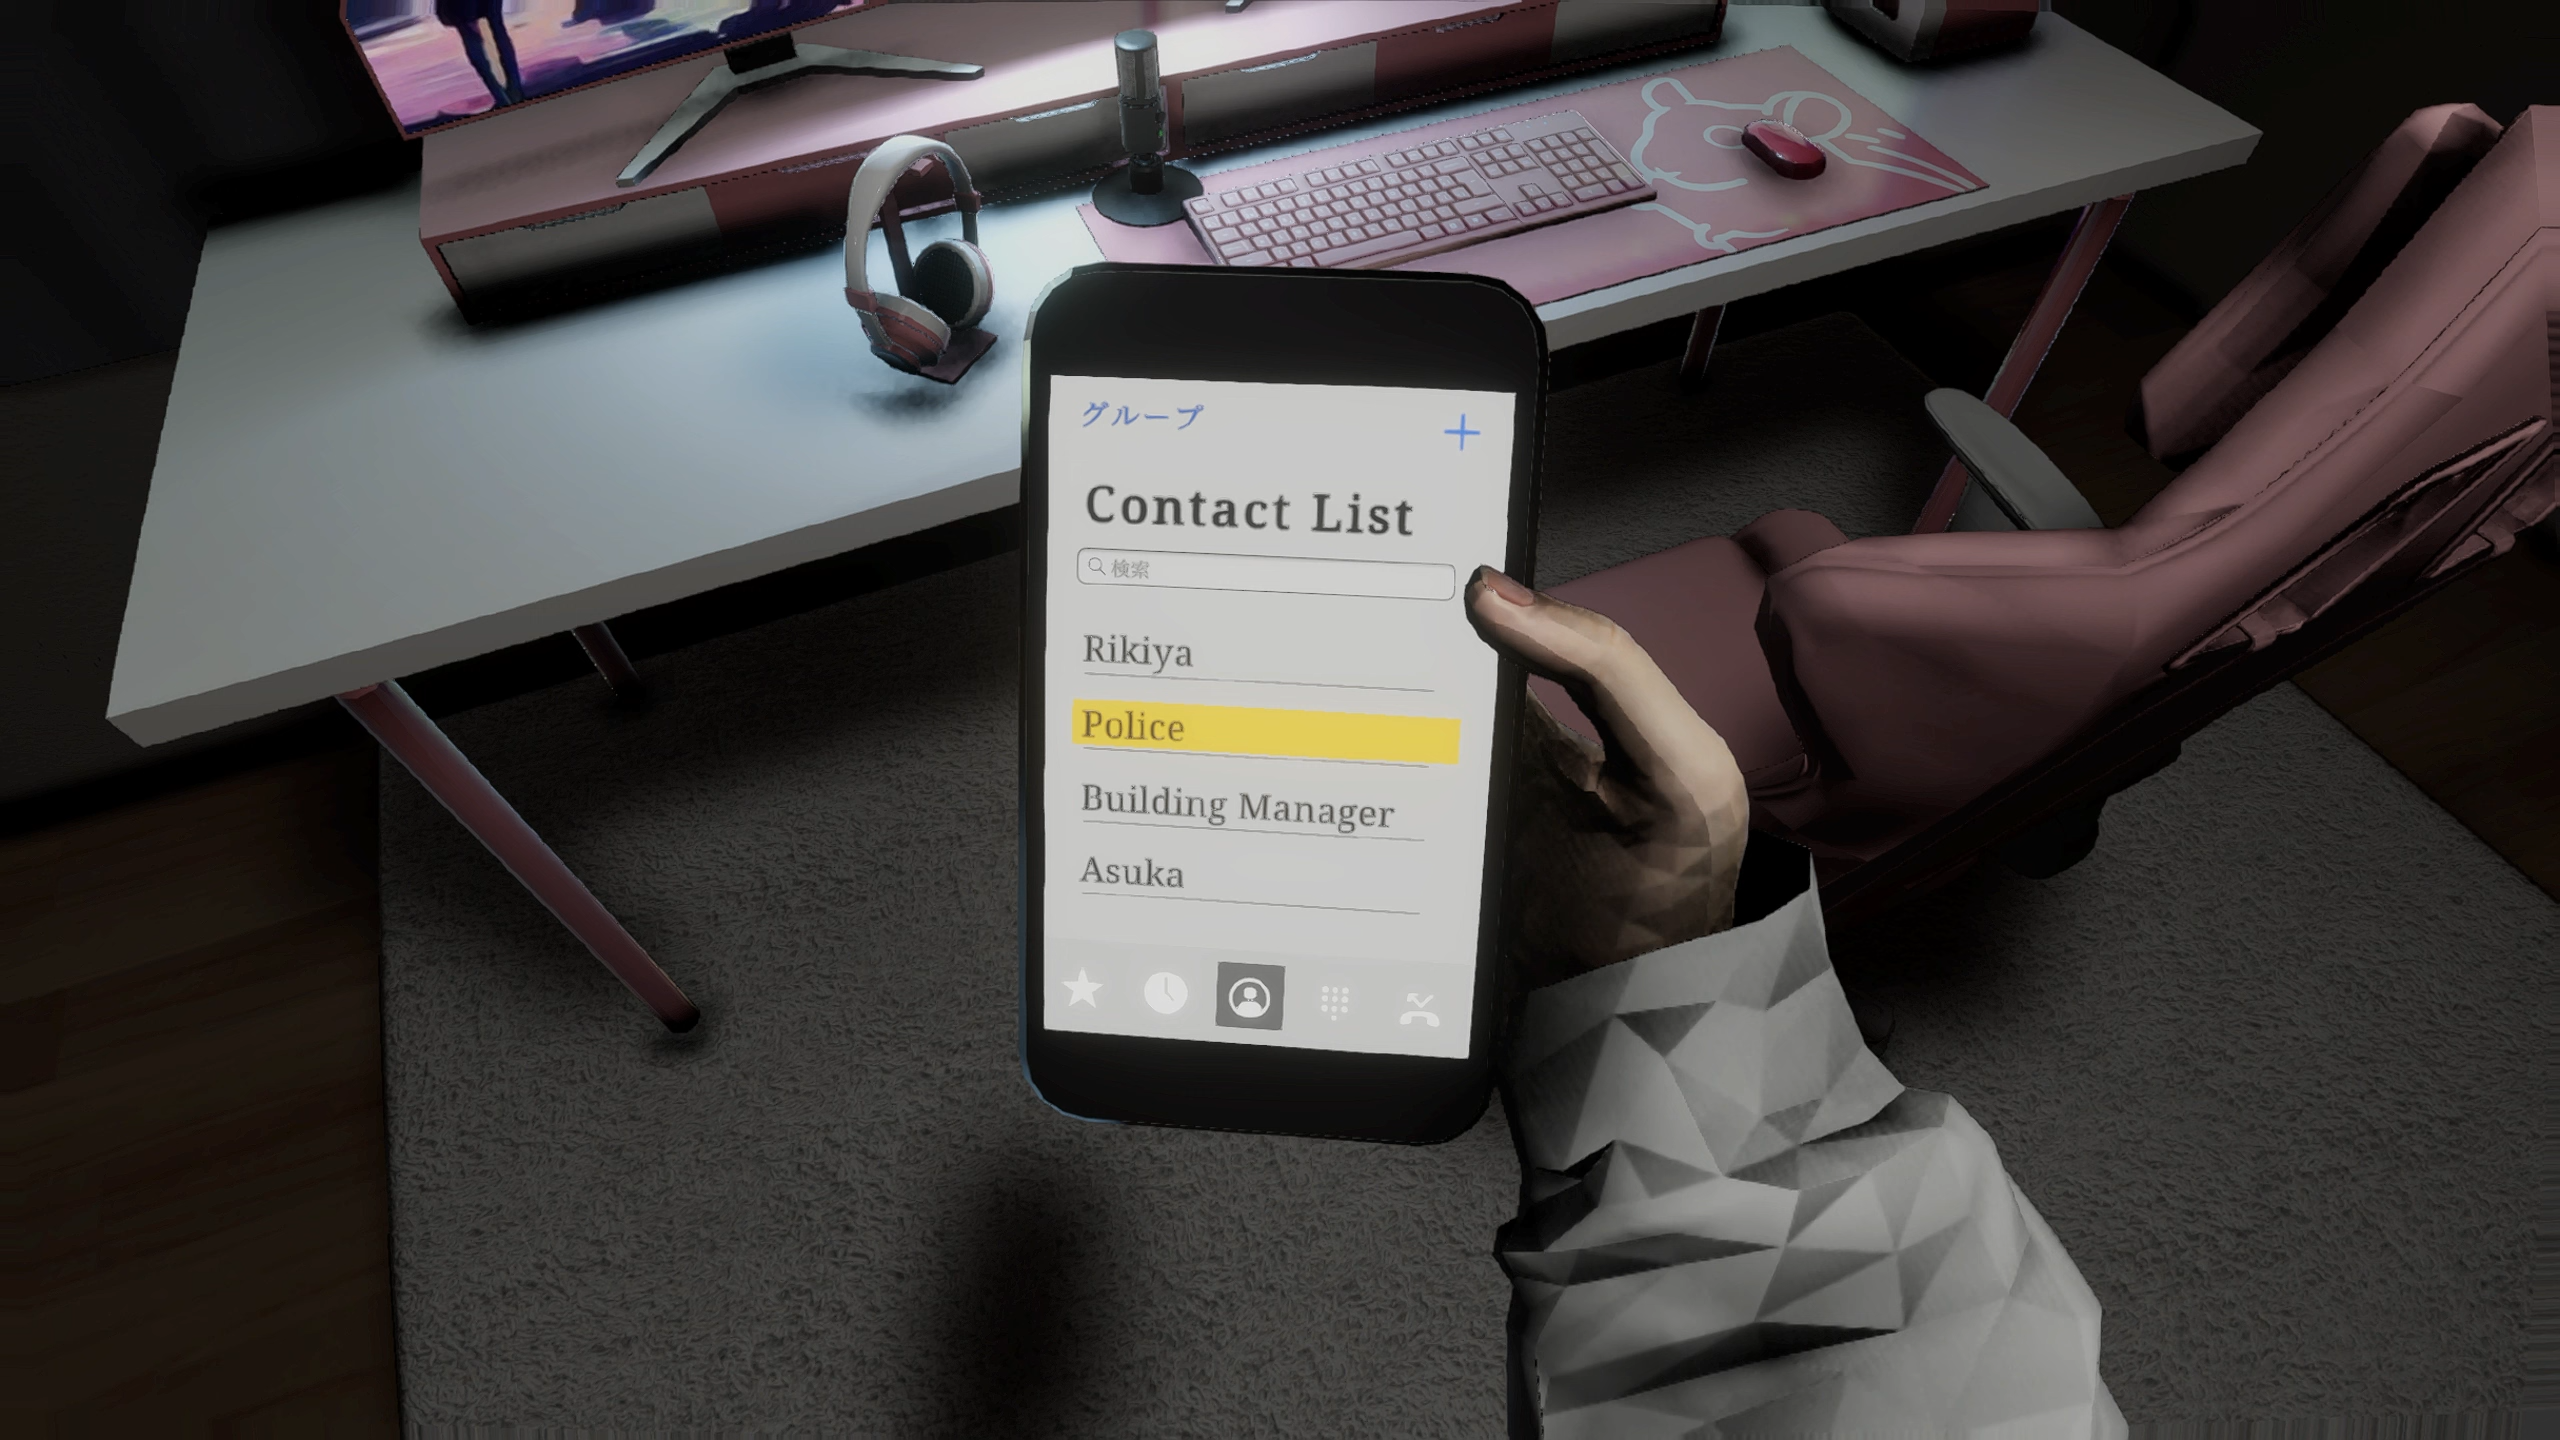 グループ
Contact List
検索
Rikiya
Police
Building Manager
Asuka